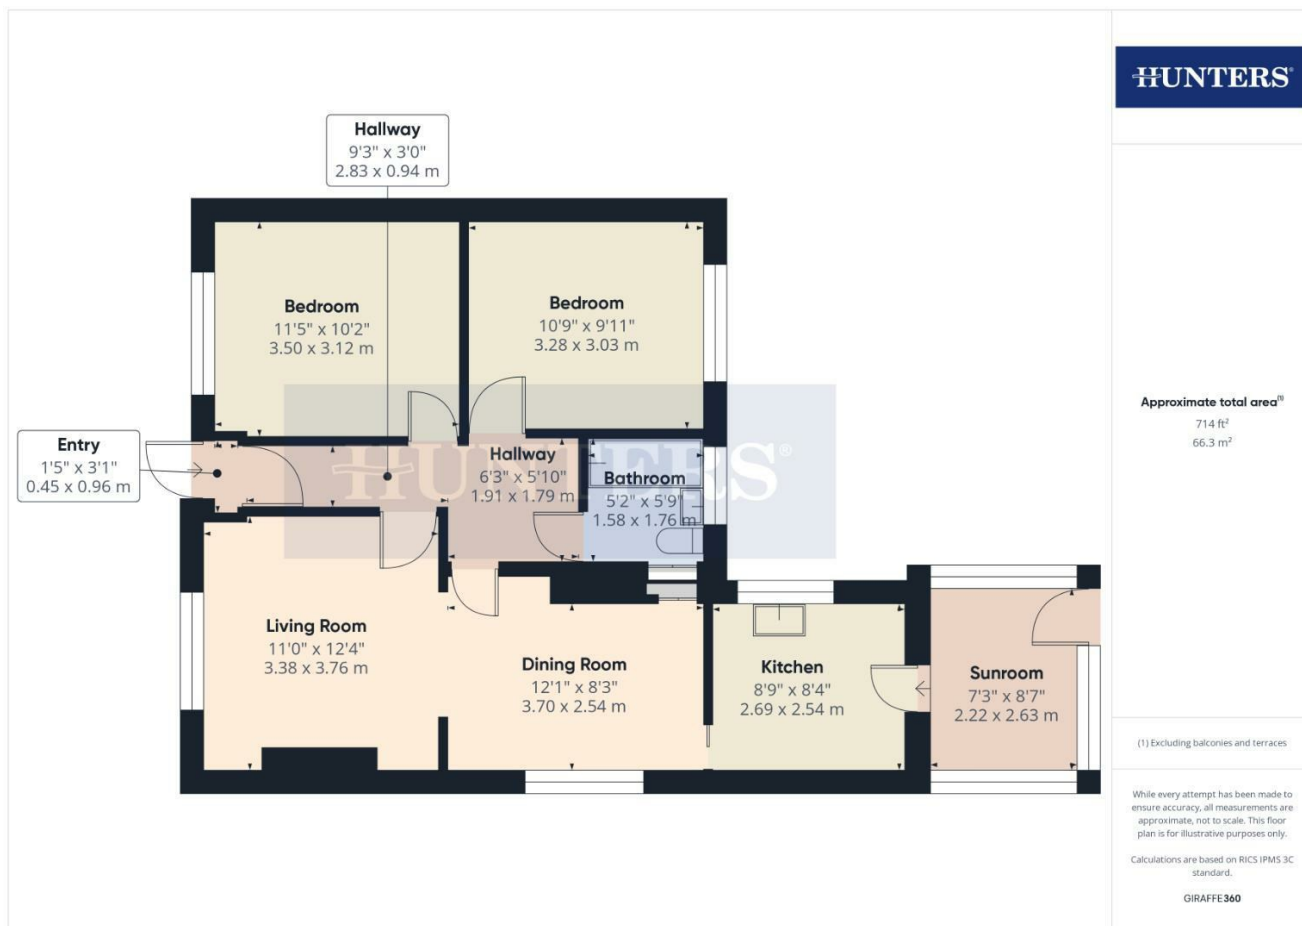 HUNTERS®
Hallway
9'3" x 3'0"
2.83 x 0.94 m
Bedroom
11'5" x 10'2"
3.50 x 3.12 m
Bedroom
10'9" x 9'11"
3.28 x 3.03 m
Entry
1'5" x 3'1"
0.45 x 0.96 m
Hallway
6'3" x 5'10"
1.91 x 1.79 m
Bathroom
5'2" x 5'9"
1.58 x 1.76 m
HUNTERS®
Living Room
11'0" x 12'4"
3.38 x 3.76 m
Dining Room
12'1" x 8'3"
3.70 x 2.54 m
Kitchen
8'9" x 8'4"
2.69 x 2.54 m
Sunroom
7'3" x 8'7"
2.22 x 2.63 m
Approximate total area(1)
714 ft²
66.3 m²
(1) Excluding balconies and terraces
While every attempt has been made to
ensure accuracy, all measurements are
approximate, not to scale. This floor
plan is for illustrative purposes only.
Calculations are based on RICS IPMS 3C
standard.
GIRAFFE360